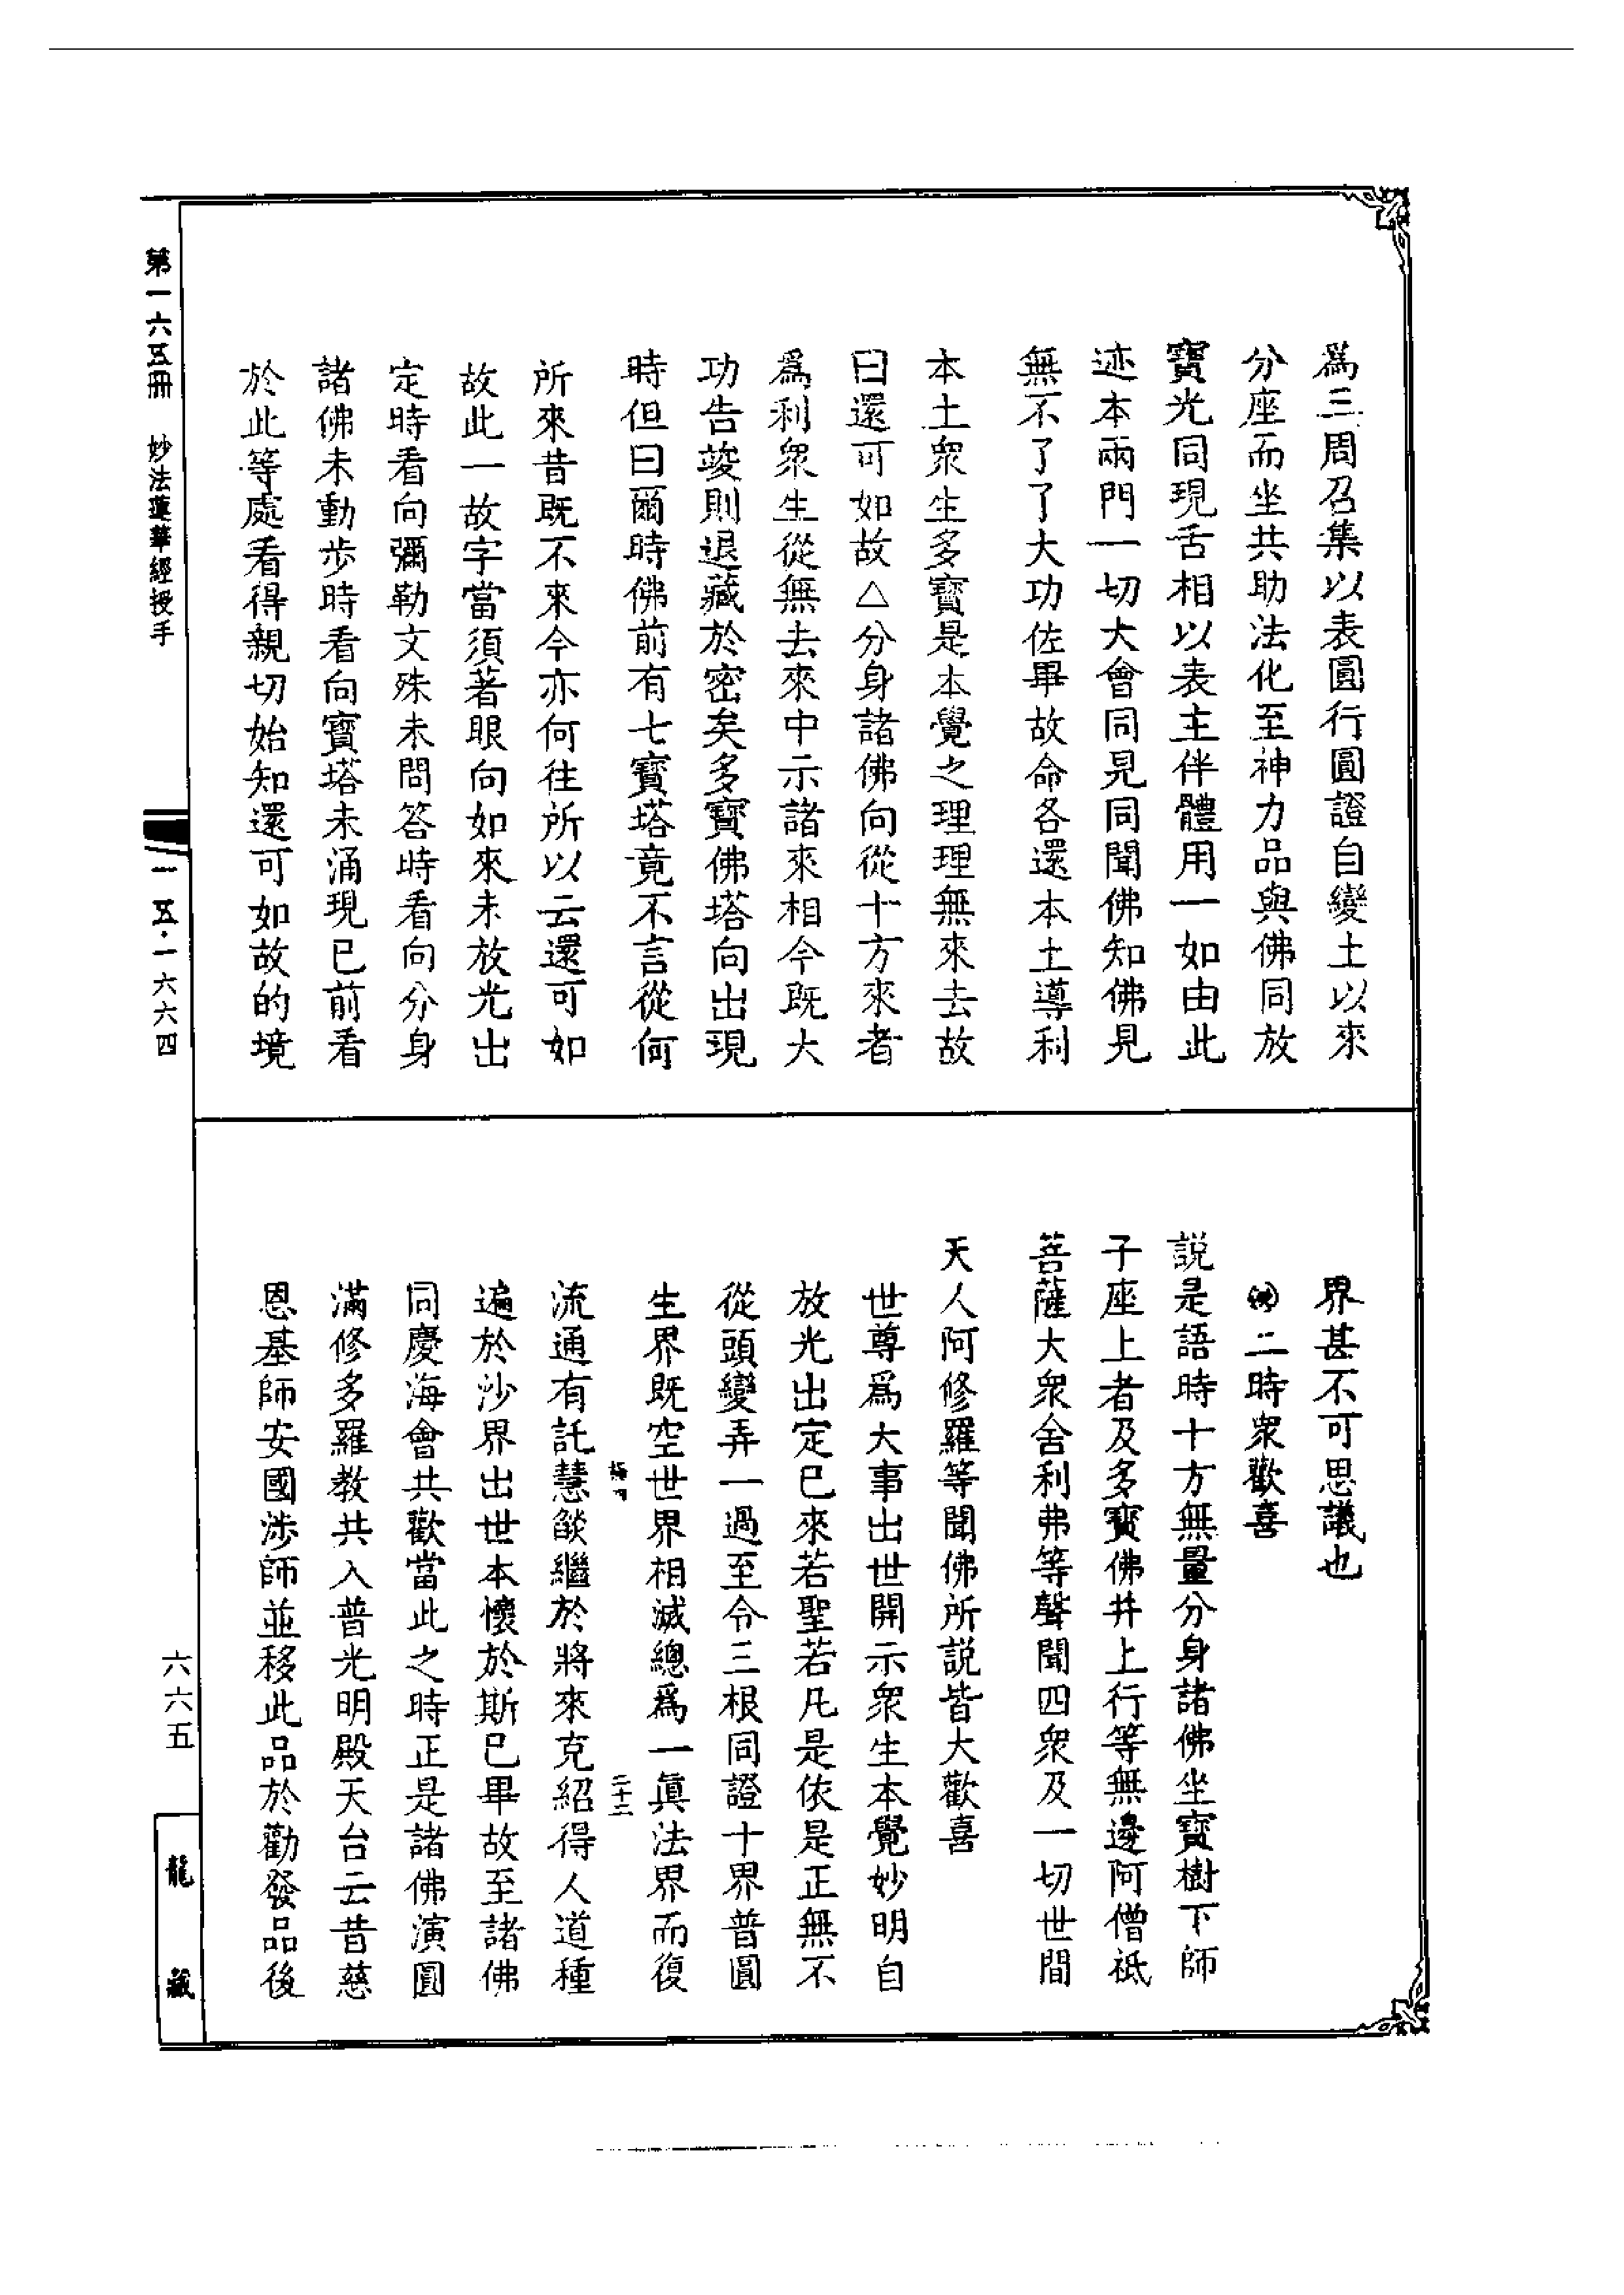 為三周召集以表圓行圓證自變土以來
分座而坐共助法化至神力品與佛同放
寶光同現舌相以表主伴體用一如由此
迹本兩門一切大會同見同聞佛知佛見
無不了了大功佐畢故命各還本土導利
本土衆生多寶是本覺之理理無來去故
曰還可如故△分身諸佛向從十方來者
爲利衆生從無去來中示諸來相今既大
功告竣則退藏於密矣多寶佛塔向出現
時但曰爾時佛前有七寶塔竟不言從何
所來昔既不來今亦何往所以云還可如
故此一故字當須著眼向如來未放光出
定時看向彌勒文殊未問答時看向分身
諸佛未動步時看向寶塔未涌現已前看
於此等處看得親切始知還可如故的境
第一六五冊 妙法蓮華經授手
一一五·一六六四
界甚不可思議也
二時衆歡喜
説是語時十方無量分身諸佛坐寶樹下師
子座上者及多寶佛并上行等無邊阿僧祇
菩薩大衆舍利弗等聲聞四衆及一切世間
天人阿修羅等聞佛所説皆大歡喜
世尊爲大事出世開示衆生本覺妙明自
放光出定已來若聖若凡是依是正無不
從頭變弄一過至令三根同證十界普圓
生界既空世界相滅總爲一眞法界而復
二十二
流通有託慧燄繼於將來克紹得人道種
遍於沙界出世本懷於斯已畢故至諸佛
同慶海會共歡當此之時正是諸佛演圓
滿修多羅教共入普光明殿天台云昔慈
恩基師安國涉師並移此品於勸發品後
六六五
龍藏